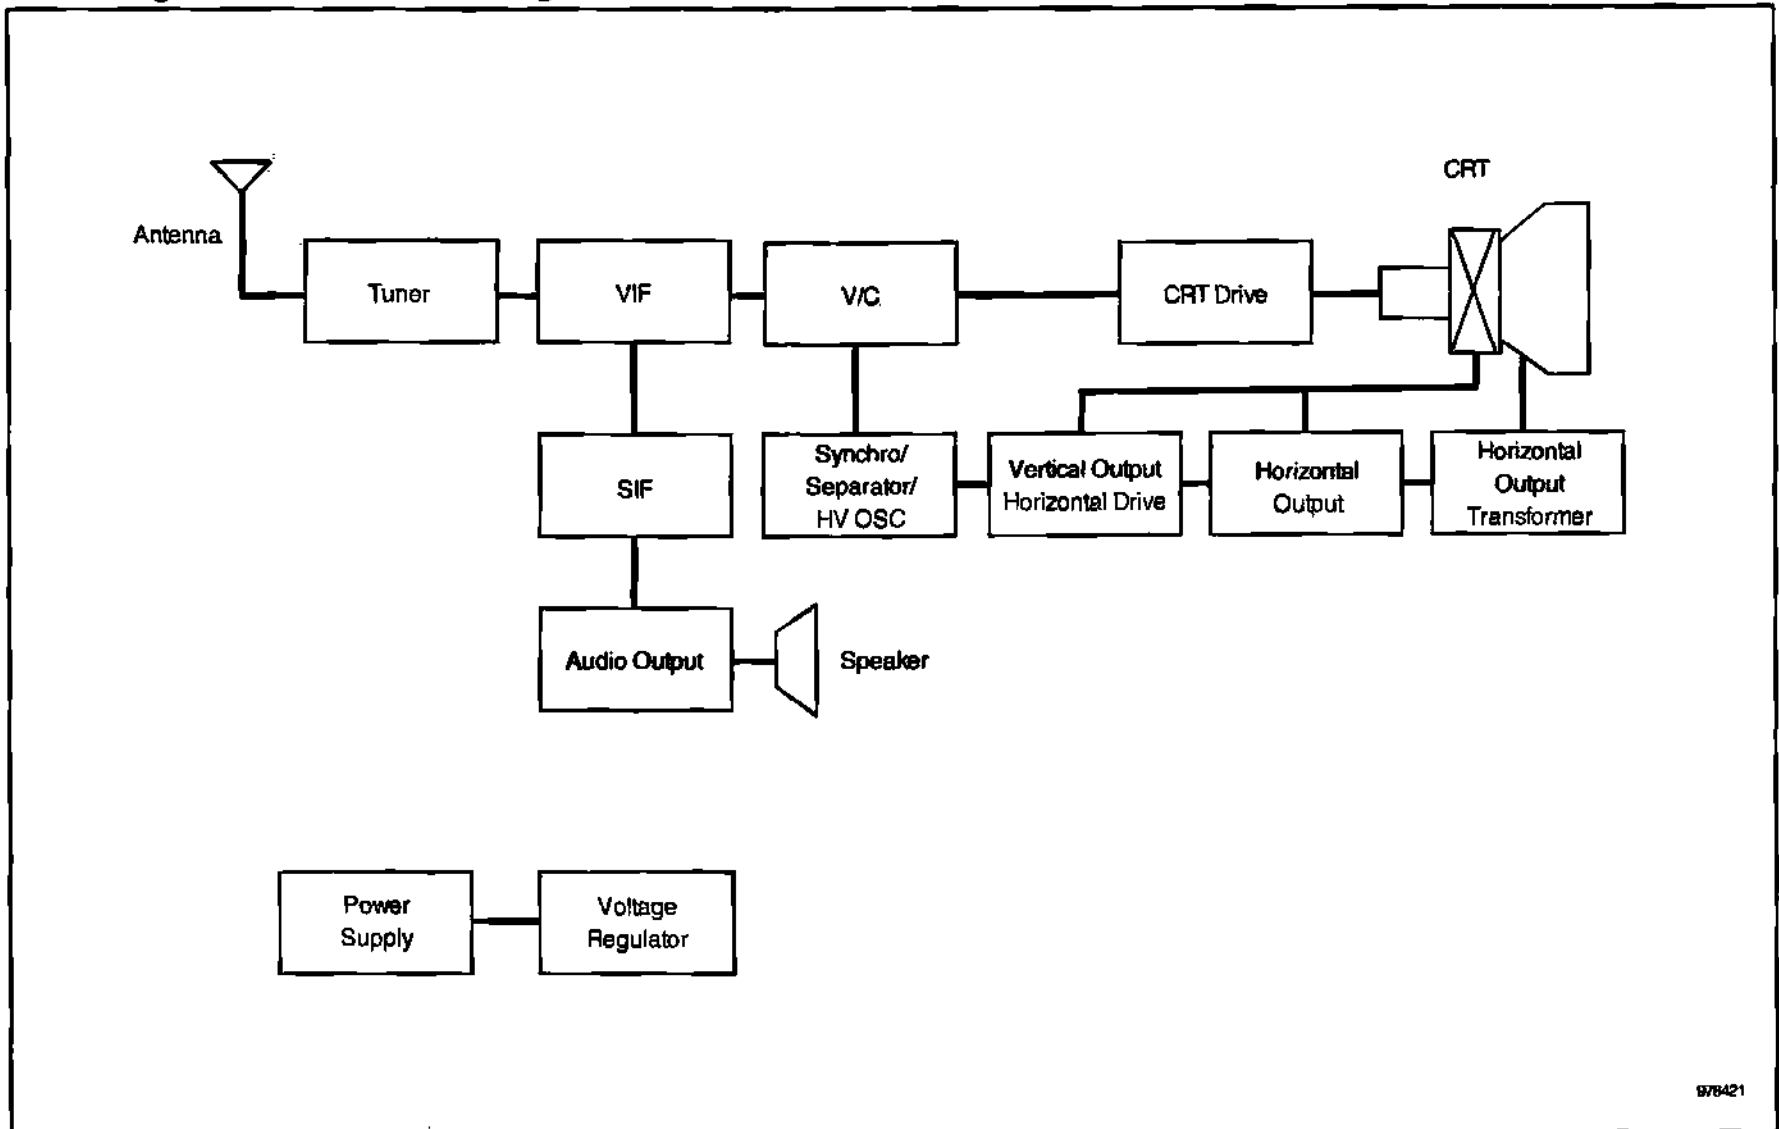 CRT
Antenna
Tuner
VIF
V/C
CRT Drive
SIF
Synchro/
Separator/
HV OSC
Vertical Output
Horizontal Drive
Horizontal
Output
Horizontal
Output
Transformer
Audio Output
Speaker
Power
Supply
Voltage
Regulator
978421